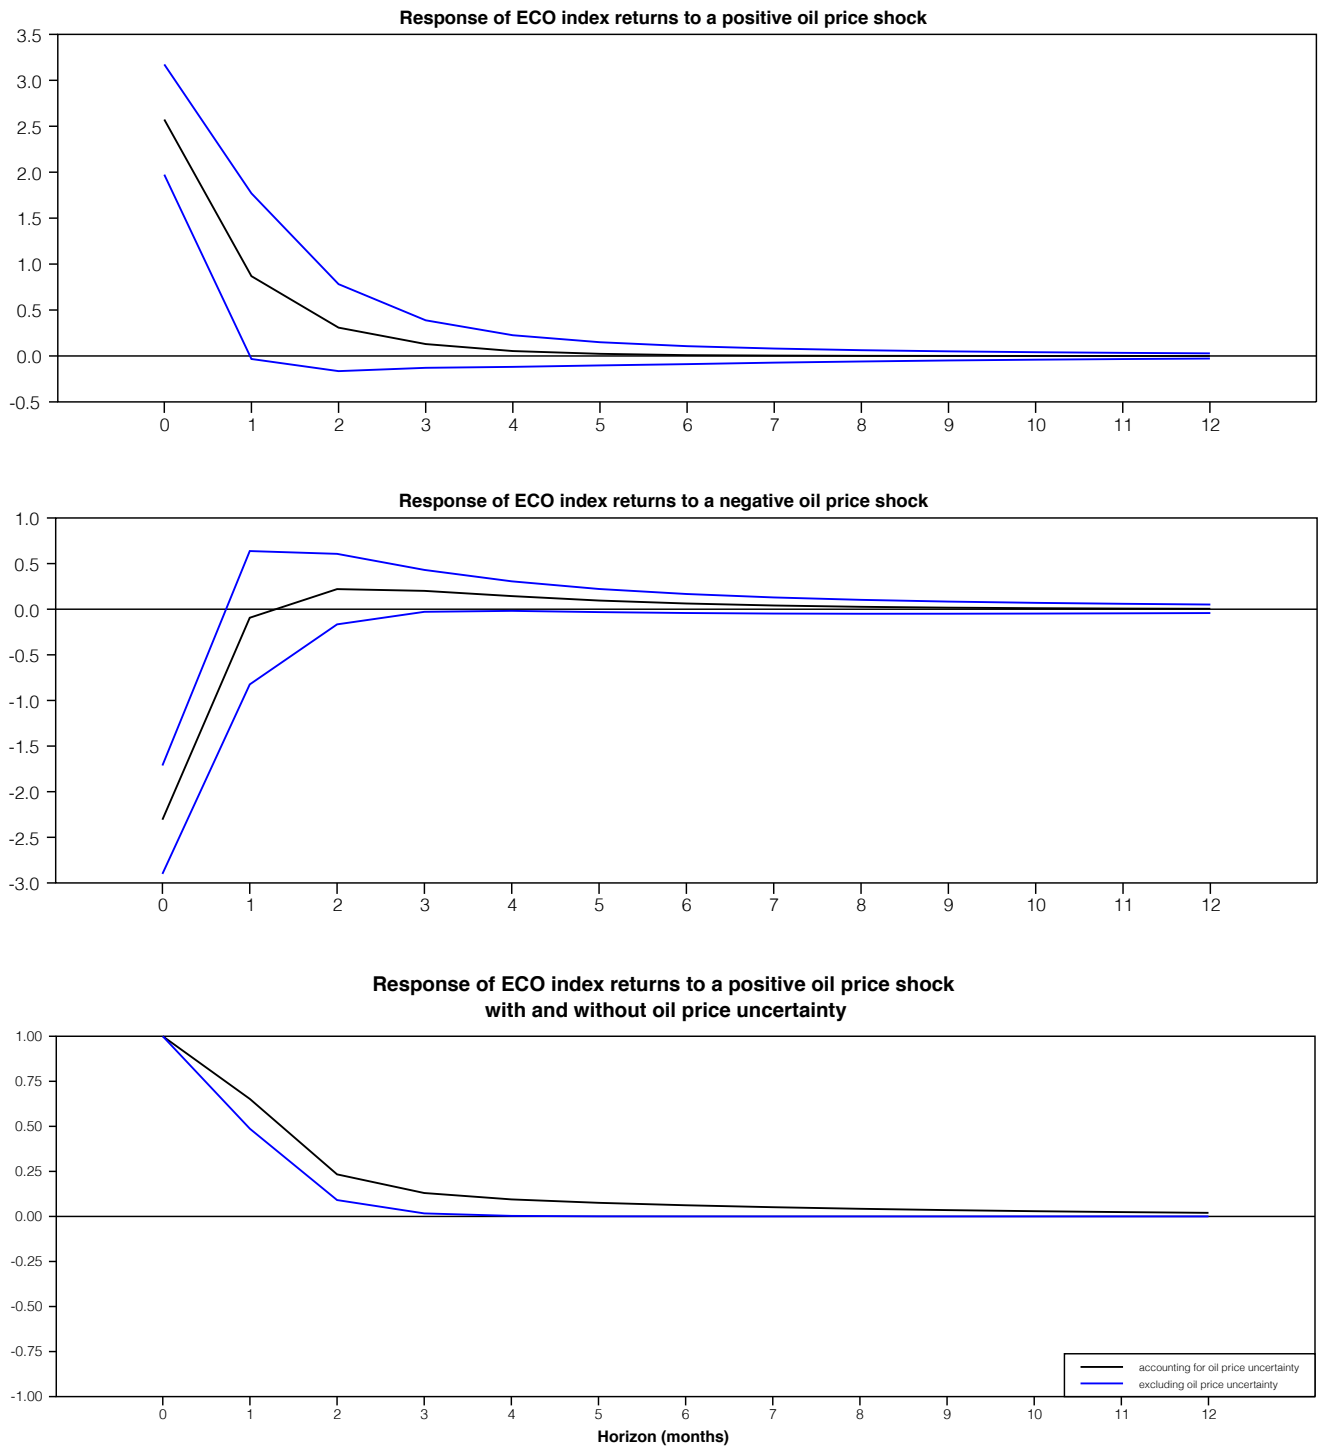 Response of ECO index returns to a positive oil price shock
3.5
3.0
2.5
2.0
1.5
1.0
0.5
0.0
-0.5
0 1 2 3 4 5 6 7 8 9 10 11 12
Response of ECO index returns to a negative oil price shock
1.0
0.5
0.0
-0.5
-1.0
-1.5
-2.0
-2.5
-3.0
0 1 2 3 4 5 6 7 8 9 10 11 12
Response of ECO index returns to a positive oil price shock
with and without oil price uncertainty
1.00
0.75
0.50
0.25
0.00
-0.25
-0.50
-0.75
-1.00
accounting for oil price uncertainty
excluding oil price uncertainty
0 1 2 3 4 5 6 7 8 9 10 11 12
Horizon (months)